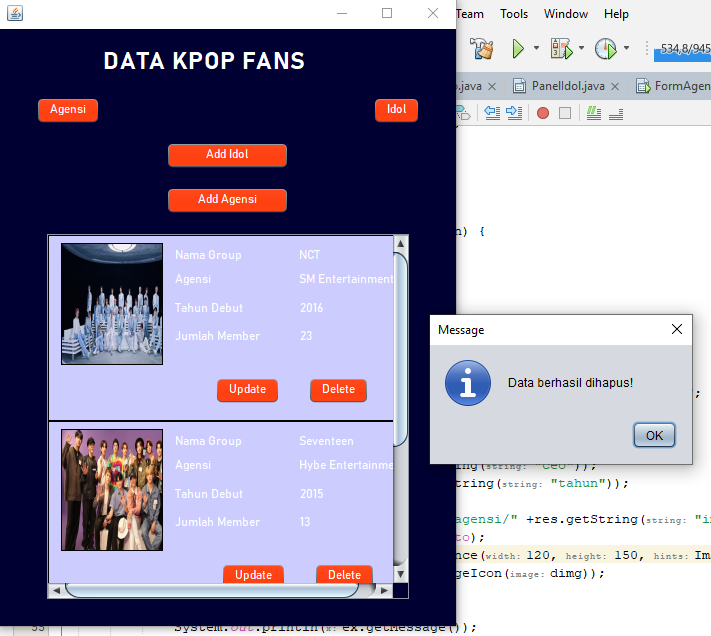 Team Tools Window Help
534,8/945
.java × PanelIdol.java × FormAgen
DATA KPOP FANS
Agensi Idol
Add Idol
Add Agensi
Nama Group NCT
Agensi SM Entertainment
Tahun Debut 2016
Jumlah Member 23
Update Delete
Nama Group Seventeen
Agensi Hybe Entertainme
Tahun Debut 2015
Jumlah Member 13
Update Delete
) {
Message
Data berhasil dihapus!
OK
;
ing(string: "ceo"));
tring(string: "tahun"));
agensi/" +res.getString(string: "i
to);
nce(width: 120, height: 150, hints: Im
geIcon(image: dimg));
55
System.out.println(x: ex.getMessage());